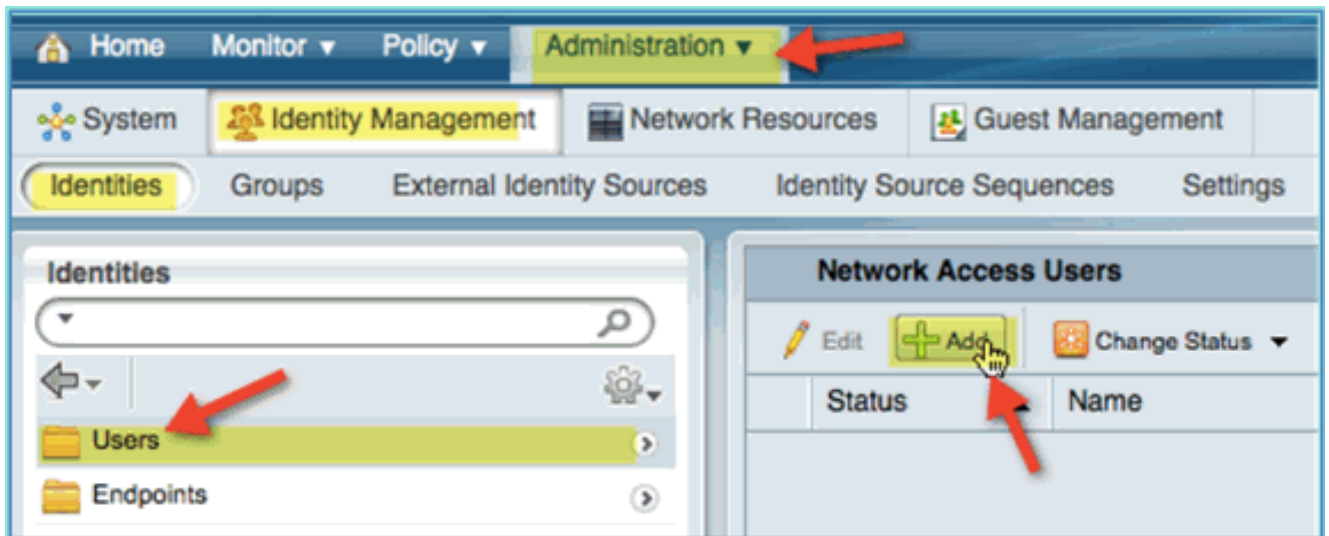 Home Monitor Policy Administration
System Identity Management Network Resources Guest Management
Identities Groups External Identity Sources Identity Source Sequences Settings
Identities
Users
Endpoints
Network Access Users
Edit Add Change Status
Status Name